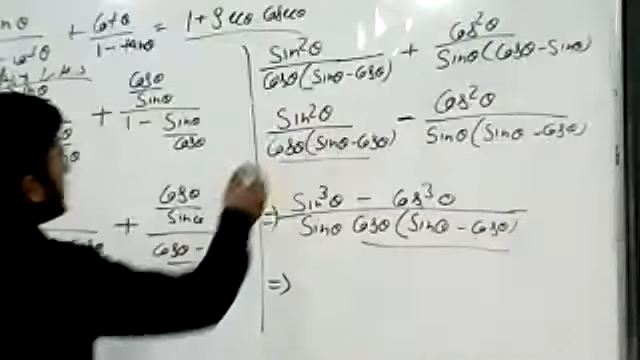 + Cotθ / 1 - tanθ = 1 + Secθ Cosecθ
+ Cosθ/Sinθ / 1 - Sinθ/Cosθ
+ Cosθ/Sinθ / Cosθ -
Sin²θ / Cosθ(Sinθ - Cosθ) + Cos²θ / Sinθ(Cosθ - Sinθ)
Sin²θ / Cosθ(Sinθ - Cosθ) - Cos²θ / Sinθ(Sinθ - Cosθ)
=> Sin³θ - Cos³θ / Sinθ Cosθ(Sinθ - Cosθ)
=>